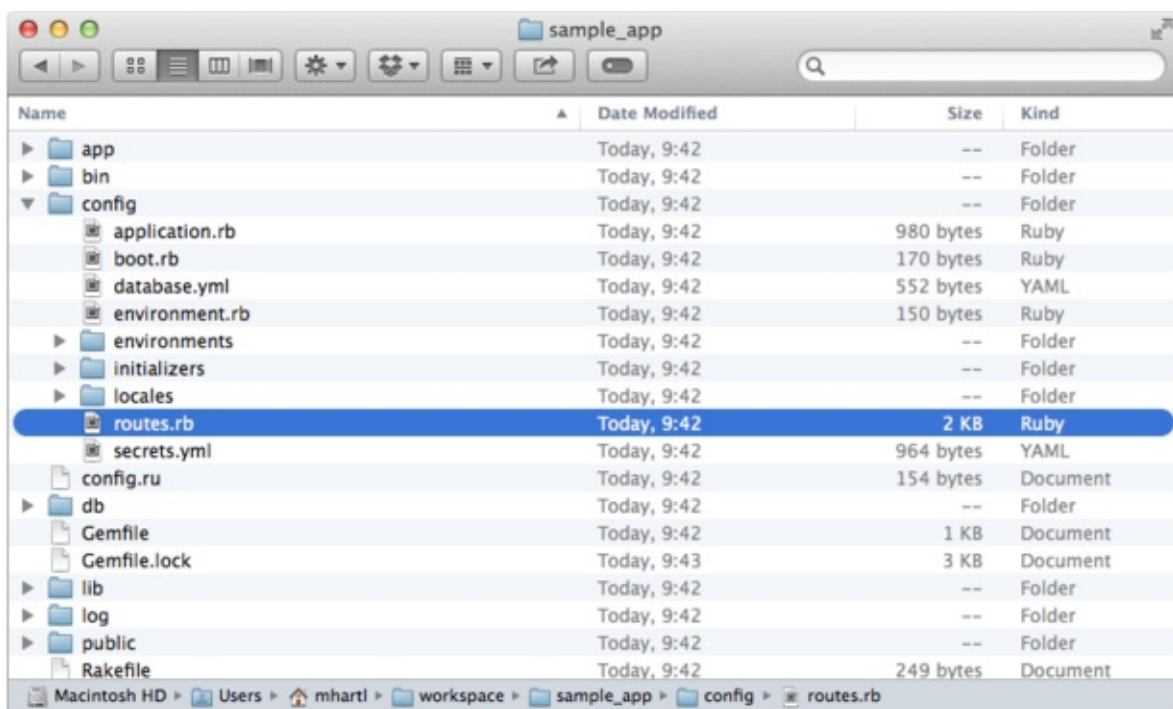 sample_app
Name Date Modified Size Kind
app Today, 9:42 -- Folder
bin Today, 9:42 -- Folder
config Today, 9:42 -- Folder
application.rb Today, 9:42 980 bytes Ruby
boot.rb Today, 9:42 170 bytes Ruby
database.yml Today, 9:42 552 bytes YAML
environment.rb Today, 9:42 150 bytes Ruby
environments Today, 9:42 -- Folder
initializers Today, 9:42 -- Folder
locales Today, 9:42 -- Folder
routes.rb Today, 9:42 2 KB Ruby
secrets.yml Today, 9:42 964 bytes YAML
config.ru Today, 9:42 154 bytes Document
db Today, 9:42 -- Folder
Gemfile Today, 9:42 1 KB Document
Gemfile.lock Today, 9:43 3 KB Document
lib Today, 9:42 -- Folder
log Today, 9:42 -- Folder
public Today, 9:42 -- Folder
Rakefile Today, 9:42 249 bytes Document
Macintosh HD ▸ Users ▸ mhartl ▸ workspace ▸ sample_app ▸ config ▸ routes.rb